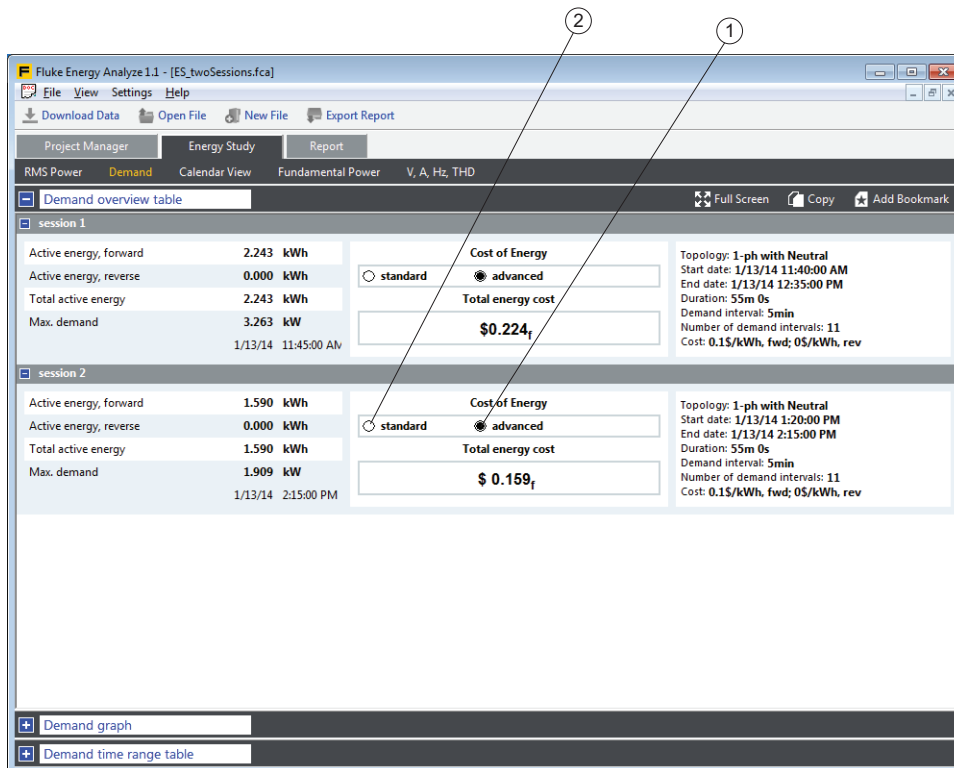 2
1
F Fluke Energy Analyze 1.1 - [ES_twoSessions.fca]
File View Settings Help
Download Data Open File New File Export Report
Project Manager Energy Study Report
RMS Power Demand Calendar View Fundamental Power V, A, Hz, THD
Demand overview table Full Screen Copy Add Bookmark
session 1
Active energy, forward 2.243 kWh
Active energy, reverse 0.000 kWh
Total active energy 2.243 kWh
Max. demand 3.263 kW
1/13/14 11:45:00 AM
Cost of Energy
standard advanced
Total energy cost
$0.224f
Topology: 1-ph with Neutral
Start date: 1/13/14 11:40:00 AM
End date: 1/13/14 12:35:00 PM
Duration: 55m 0s
Demand interval: 5min
Number of demand intervals: 11
Cost: 0.1$/kWh, fwd; 0$/kWh, rev
session 2
Active energy, forward 1.590 kWh
Active energy, reverse 0.000 kWh
Total active energy 1.590 kWh
Max. demand 1.909 kW
1/13/14 2:15:00 PM
Cost of Energy
standard advanced
Total energy cost
$ 0.159f
Topology: 1-ph with Neutral
Start date: 1/13/14 1:20:00 PM
End date: 1/13/14 2:15:00 PM
Duration: 55m 0s
Demand interval: 5min
Number of demand intervals: 11
Cost: 0.1$/kWh, fwd; 0$/kWh, rev
Demand graph
Demand time range table